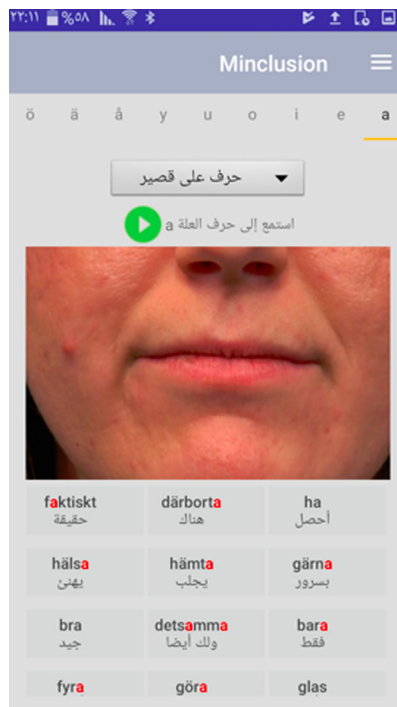 ٢٢:١١ %٥٨
Minclusion
a e i o u y å ä ö
حرف على قصير
استمع إلى حرف العلة a
faktiskt därborta ha
حقيقة هناك أحصل
hälsa hämta gärna
يهنئ يجلب بسرور
bra detsamma bara
جيد ولك أيضا فقط
fyra göra glas